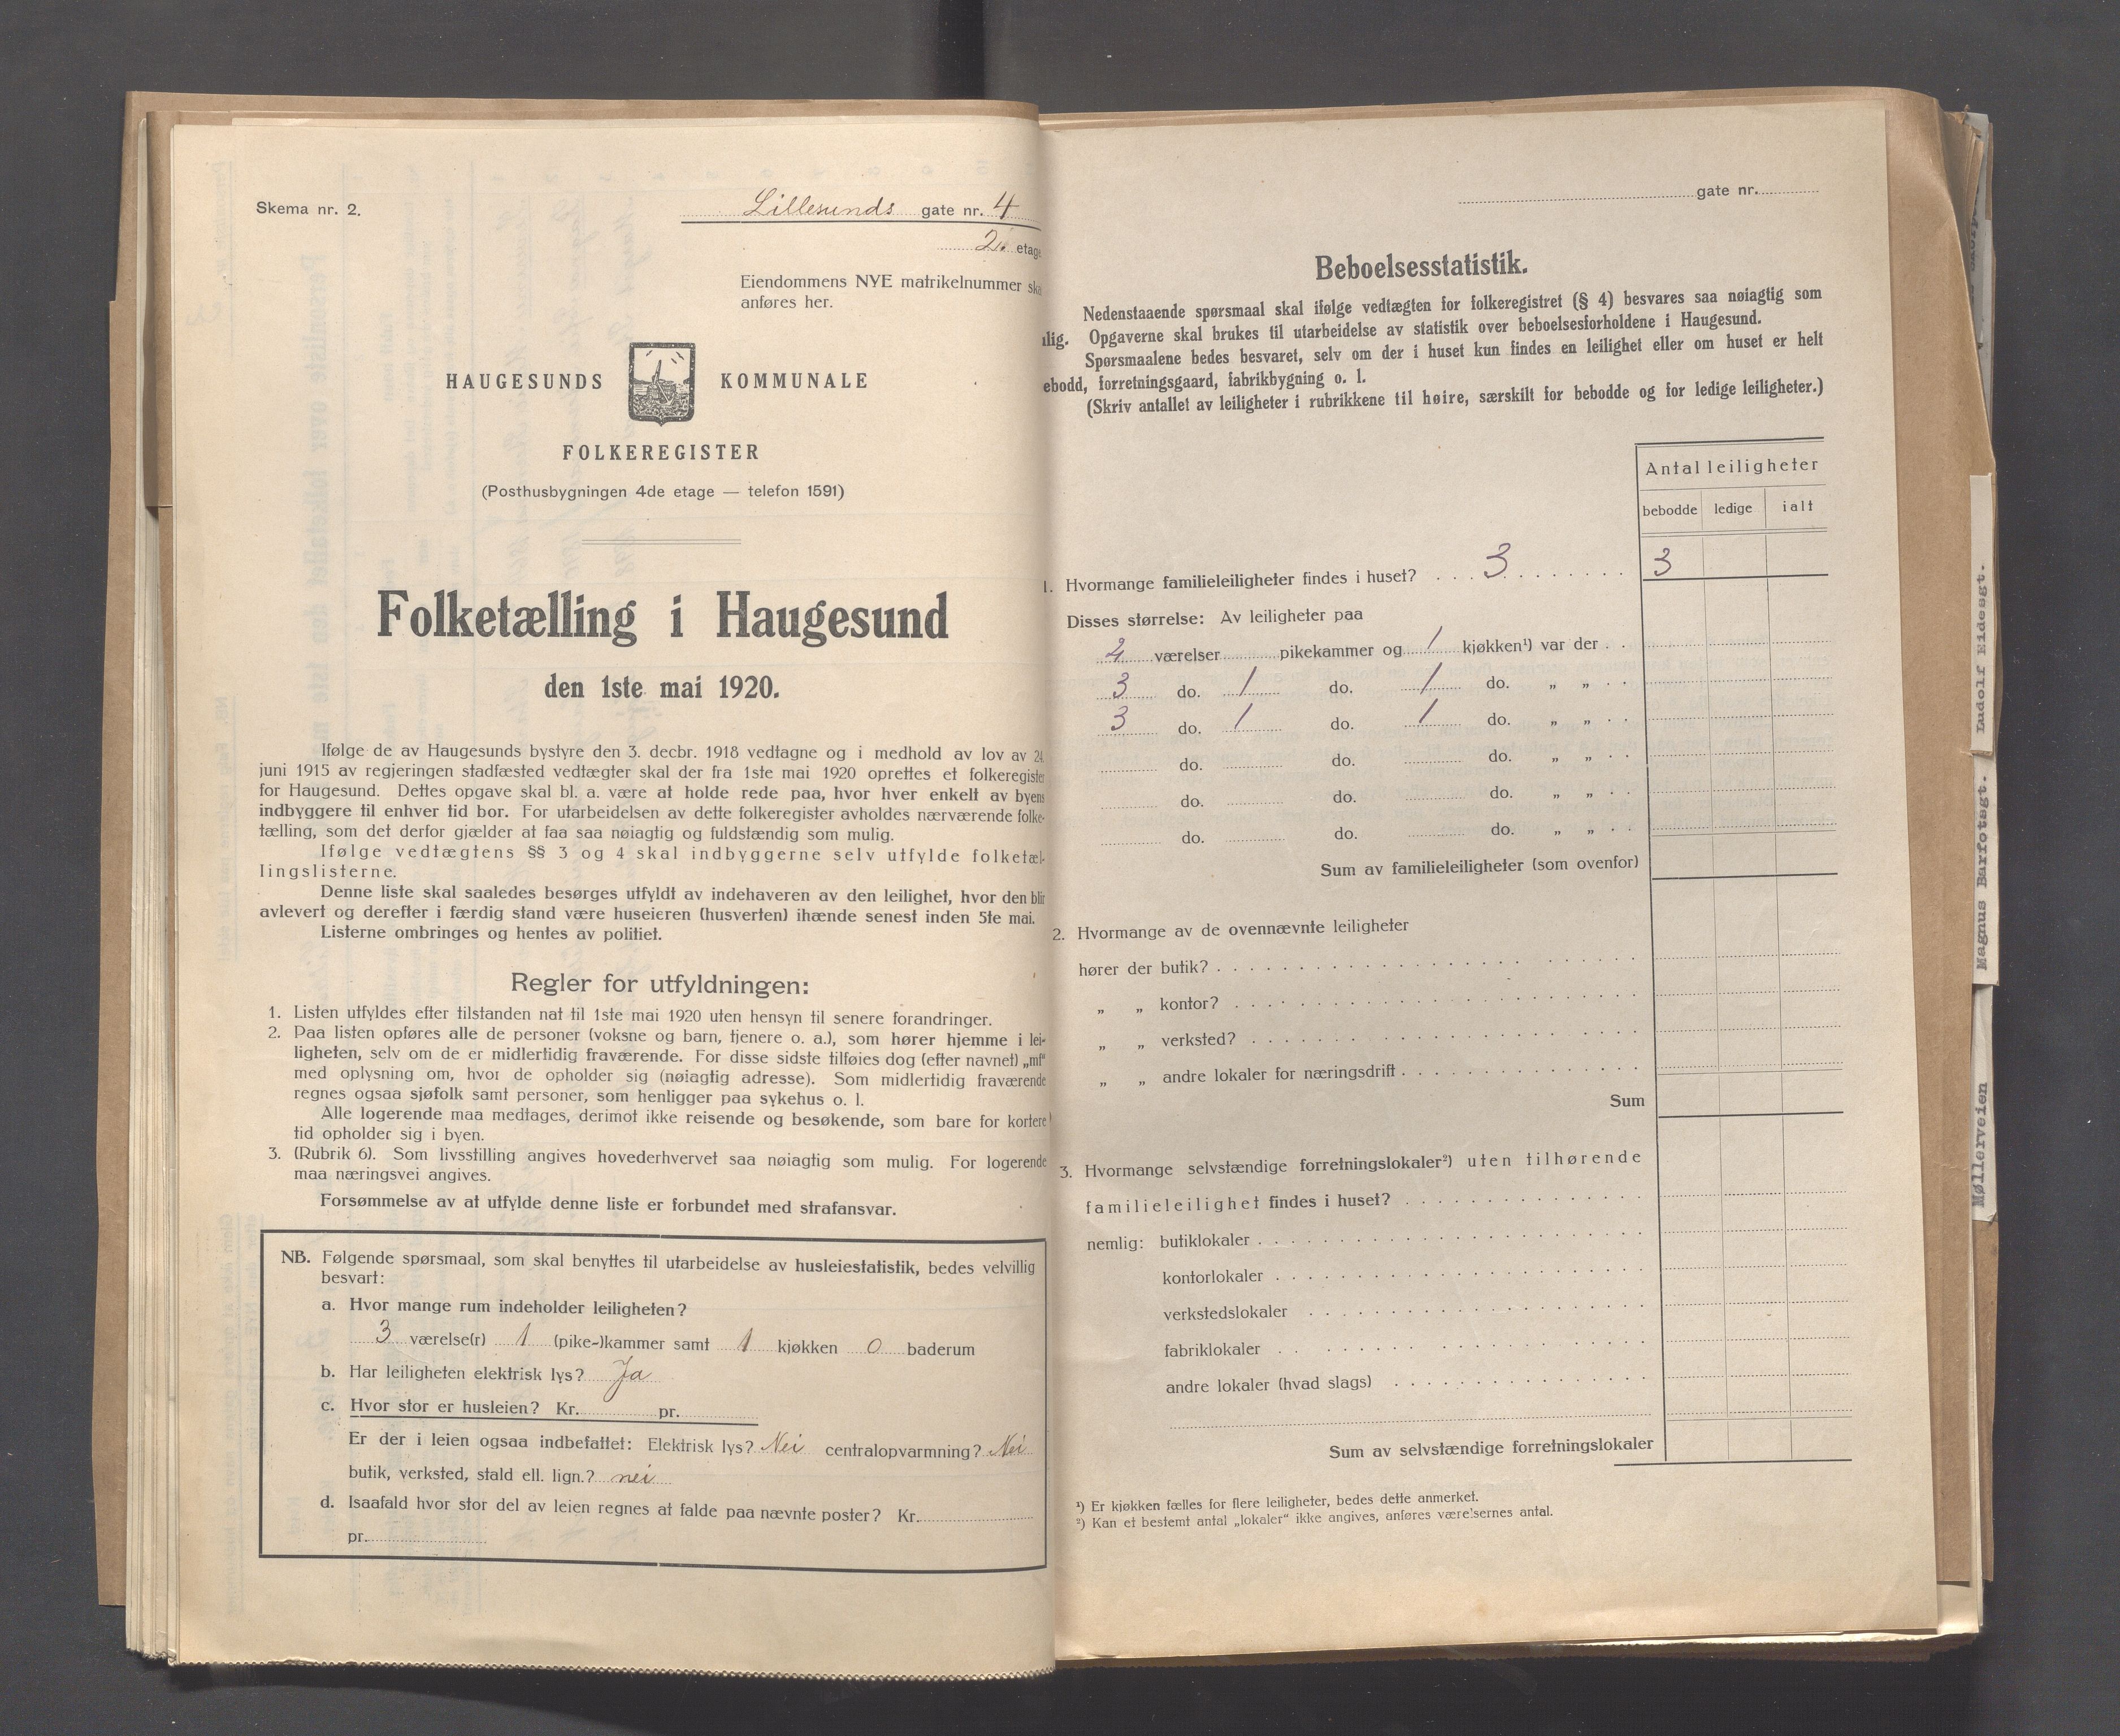 Skema nr. 2.
Lillesunds gate nr. 4
2 etage
Eiendommens NYE matrikelnummer ska
anføres her.
HAUGESUNDS KOMMUNALE
FOLKEREGISTER
(Posthusbygningen 4de etage — telefon 1591)
Folketælling i Haugesund
den 1ste mai 1920.
Ifølge de av Haugesunds bystyre den 3. decbr. 1918 vedtagne og i medhold av lov av 24.
juni 1915 av regjeringen stadfæsted vedtægter skal der fra 1ste mai 1920 oprettes et folkeregister
for Haugesund. Dettes opgave skal bl. a. være at holde rede paa, hvor hver enkelt av byens
indbyggere til enhver tid bor. For utarbeidelsen av dette folkeregister avholdes nærværende folke-
tælling, som det derfor gjælder at faa saa nøiagtig og fuldstændig som mulig.
Ifølge vedtægtens §§ 3 og 4 skal indbyggerne selv utfylde folketæl-
lingslisterne.
Denne liste skal saaledes besørges utfyldt av indehaveren av den leilighet, hvor den blir
avlevert og derefter i færdig stand være huseieren (husverten) ihænde senest inden 5te mai.
Listerne ombringes og hentes av politiet.
Regler for utfyldningen:
1. Listen utfyldes efter tilstanden nat til 1ste mai 1920 uten hensyn til senere forandringer.
2. Paa listen opføres alle de personer (voksne og barn, tjenere o. a.), som hører hjemme i lei-
ligheten, selv om de er midlertidig fraværende. For disse sidste tilføies dog (efter navnet) „mf"
med oplysning om, hvor de opholder sig (nøiagtig adresse). Som midlertidig fraværende
regnes ogsaa sjøfolk samt personer, som henligger paa sykehus o. l.
Alle logerende maa medtages, derimot ikke reisende og besøkende, som bare for kortere
tid opholder sig i byen.
3. (Rubrik 6). Som livsstilling angives hovederhvervet saa nøiagtig som mulig. For logerende
maa næringsvei angives.
Forsømmelse av at utfylde denne liste er forbundet med strafansvar.
NB. Følgende spørsmaal, som skal benyttes til utarbeidelse av husleiestatistik, bedes velvillig
besvart:
a. Hvor mange rum indeholder leiligheten?
3 værelse(r) 1 (pike-)kammer samt 1 kjøkken 0 baderum
b. Har leiligheten elektrisk lys? Ja
c. Hvor stor er husleien? Kr. pr.
Er der i leien ogsaa indbefattet: Elektrisk lys? Nei centralopvarmning? Nei
butik, verksted, stald ell. lign.? nei
d. Isaafald hvor stor del av leien regnes at falde paa nævnte poster? Kr.
pr.
gate nr.
Beboelsesstatistik.
Nedenstaaende spørsmaal skal ifølge vedtægten for folkeregistret (§ 4) besvares saa nøiagtig som
ulig. Opgaverne skal brukes til utarbeidelse av statistik over beboelsesforholdene i Haugesund.
Spørsmaalene bedes besvaret, selv om der i huset kun findes en leilighet eller om huset er helt
ebodd, forretningsgaard, fabrikbygning o. l.
(Skriv antallet av leiligheter i rubrikkene til høire, særskilt for bebodde og for ledige leiligheter.)
Antal leiligheter
bebodde ledige ialt
1. Hvormange familieleiligheter findes i huset? 3 3
Disses størrelse: Av leiligheter paa
værelser pikekammer og 1 kjøkken¹) var der
3 do. 1 do. 1 do. „ „
3 do. 1 do. 1 do. „ „
do. do. do. „ „
do. do. do. „ „
do. do. do. „ „
Sum av familieleiligheter (som ovenfor)
2. Hvormange av de ovennævnte leiligheter
hører der butik?
„ „ kontor?
„ „ verksted?
„ „ andre lokaler for næringsdrift
Sum
3. Hvormange selvstændige forretningslokaler²) uten tilhørende
familieleilighet findes i huset?
nemlig: butiklokaler
kontorlokaler
verkstedslokaler
fabriklokaler
andre lokaler (hvad slags)
Sum av selvstændige forretningslokaler
¹) Er kjøkken fælles for flere leiligheter, bedes dette anmerket.
²) Kan et bestemt antal „lokaler" ikke angives, anføres værelsernes antal.
Ludolf Eidesgt.
Magnus Barfotsgt.
Møllerveien